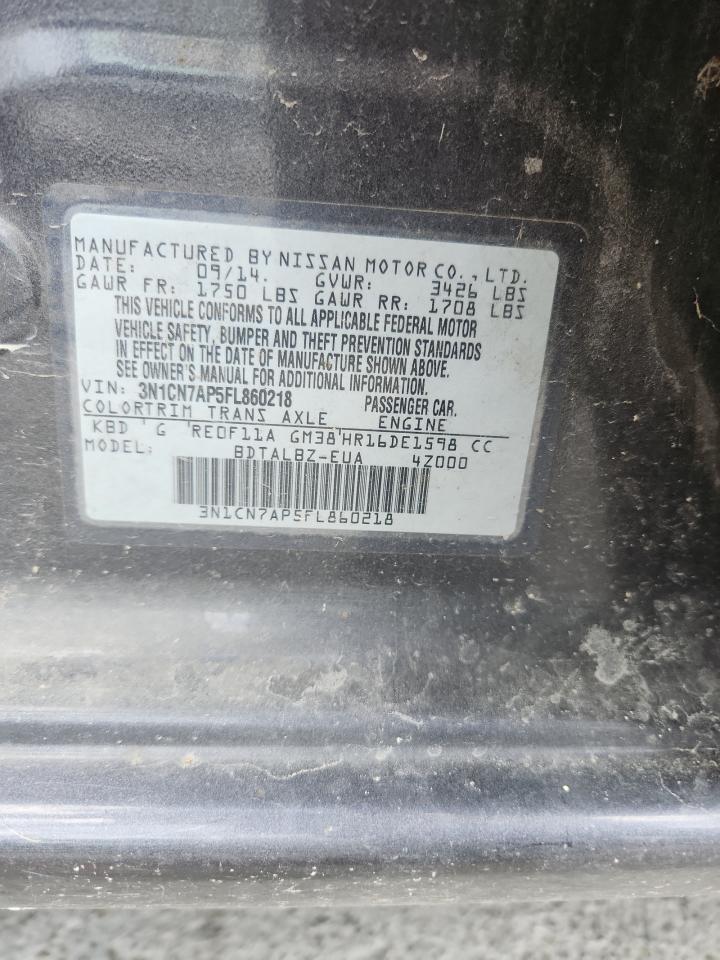 MANUFACTURED BY NISSAN MOTOR CO., LTD.
DATE: 09/14. GVWR: 3426 LBS
GAWR FR: 1750 LBS GAWR RR: 1708 LBS
THIS VEHICLE CONFORMS TO ALL APPLICABLE FEDERAL MOTOR
VEHICLE SAFETY, BUMPER AND THEFT PREVENTION STANDARDS
IN EFFECT ON THE DATE OF MANUFACTURE SHOWN ABOVE.
SEE OWNER'S MANUAL FOR ADDITIONAL INFORMATION.
VIN: 3N1CN7AP5FL860218 PASSENGER CAR.
COLORTRIM TRANS AXLE ENGINE
KBD 'G 'RE0F11A GM38'HR16DE1598 CC
MODEL: BDTALBZ-EUA 4Z000
3N1CN7AP5FL860218